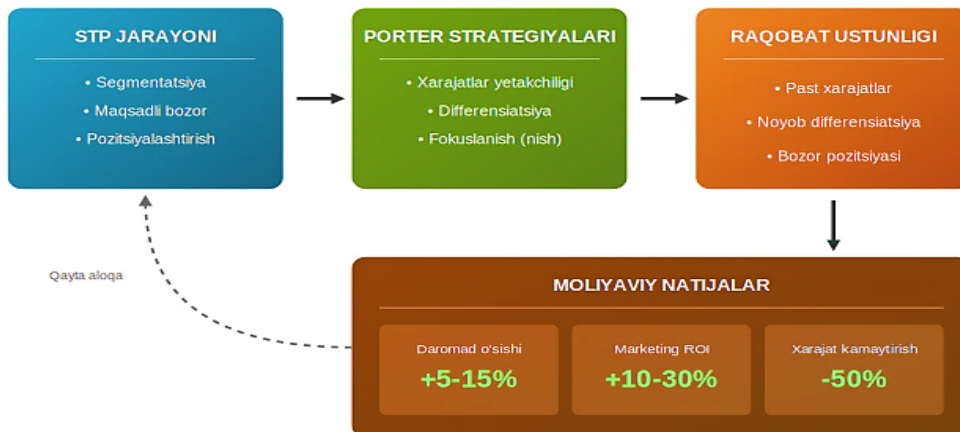 STP JARAYONI
• Segmentatsiya
• Maqsadli bozor
• Pozitsiyalashtirish
PORTER STRATEGIYALARI
• Xarajatlar yetakchiligi
• Differensiatsiya
• Fokuslanish (nish)
RAQOBAT USTUNLIGI
• Past xarajatlar
• Noyob differensiatsiya
• Bozor pozitsiyasi
Qayta aloqa
MOLIYAVIY NATIJALAR
Daromad o'sishi
+5-15%
Marketing ROI
+10-30%
Xarajat kamaytirish
-50%